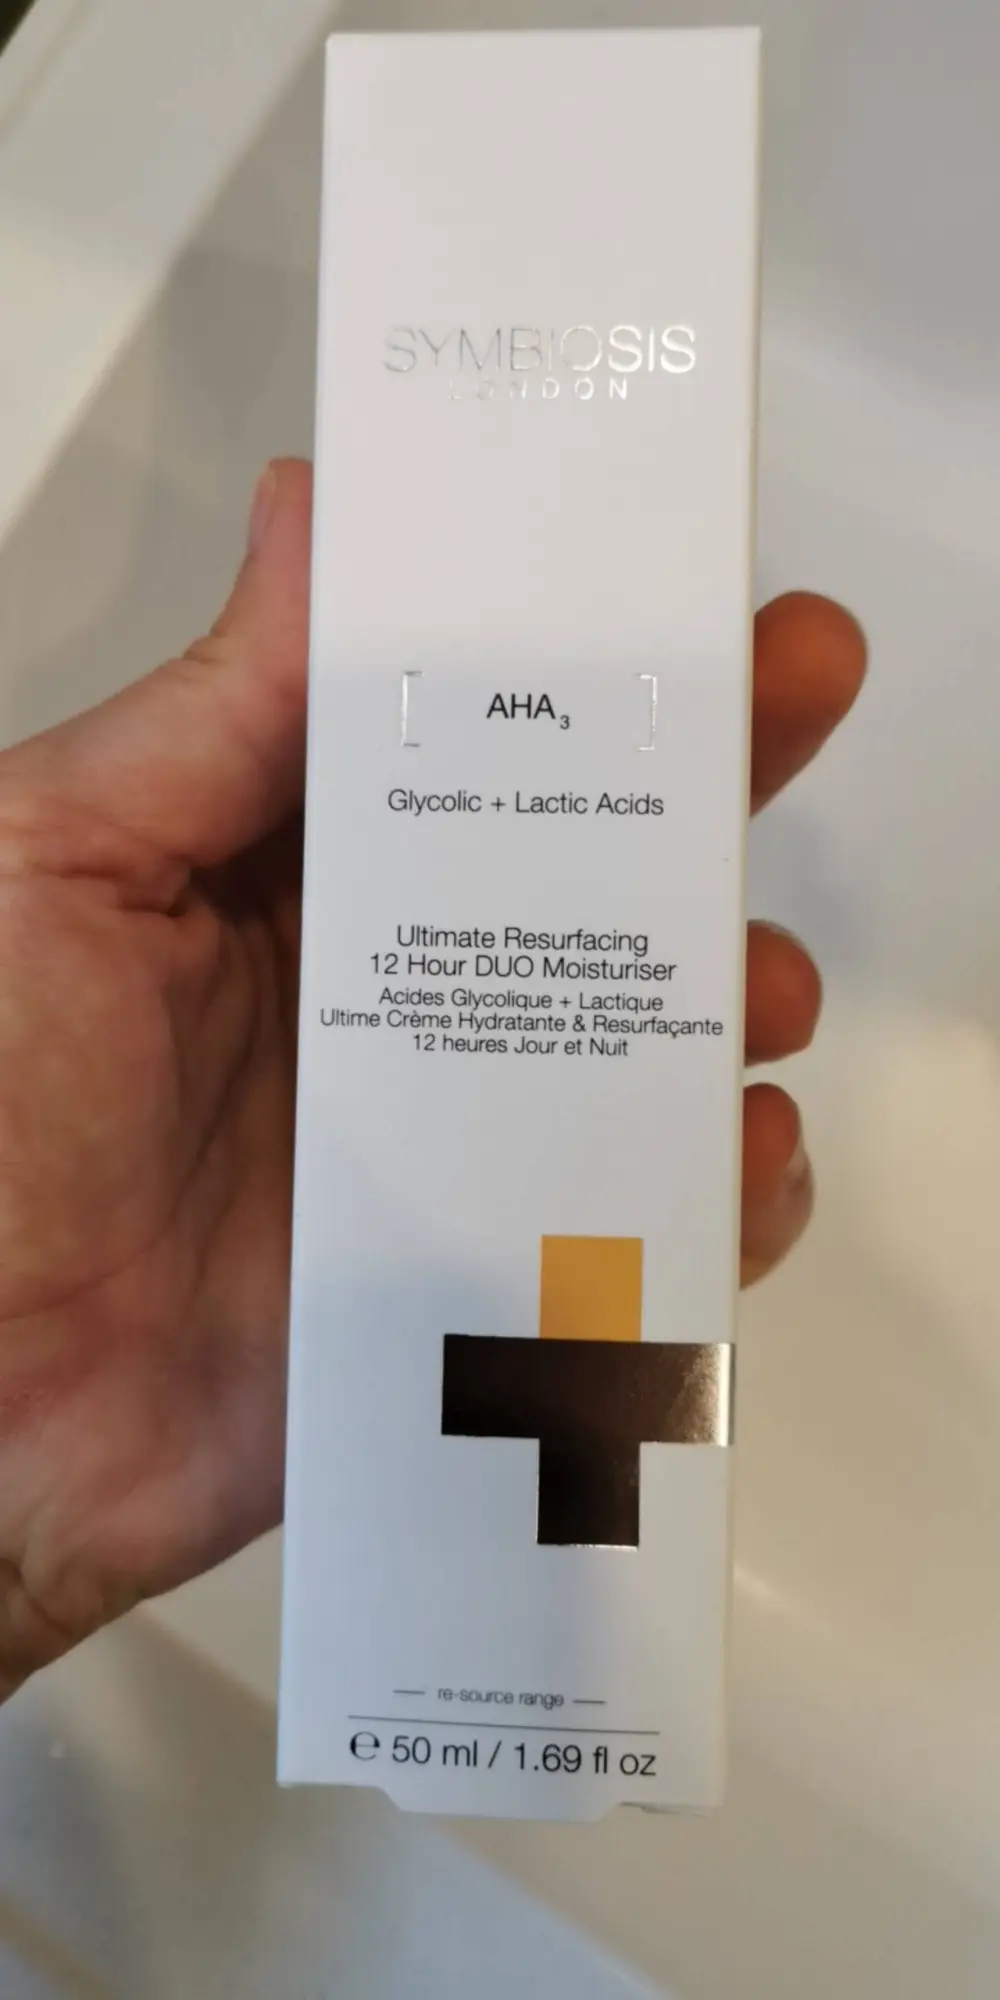 SYMBIOSIS
LONDON
[ AHA₃ ]
Glycolic + Lactic Acids
Ultimate Resurfacing
12 Hour DUO Moisturiser
Acides Glycolique + Lactique
Ultime Crème Hydratante & Resurfaçante
12 heures Jour et Nuit
re-source range
℮ 50 ml / 1.69 fl oz